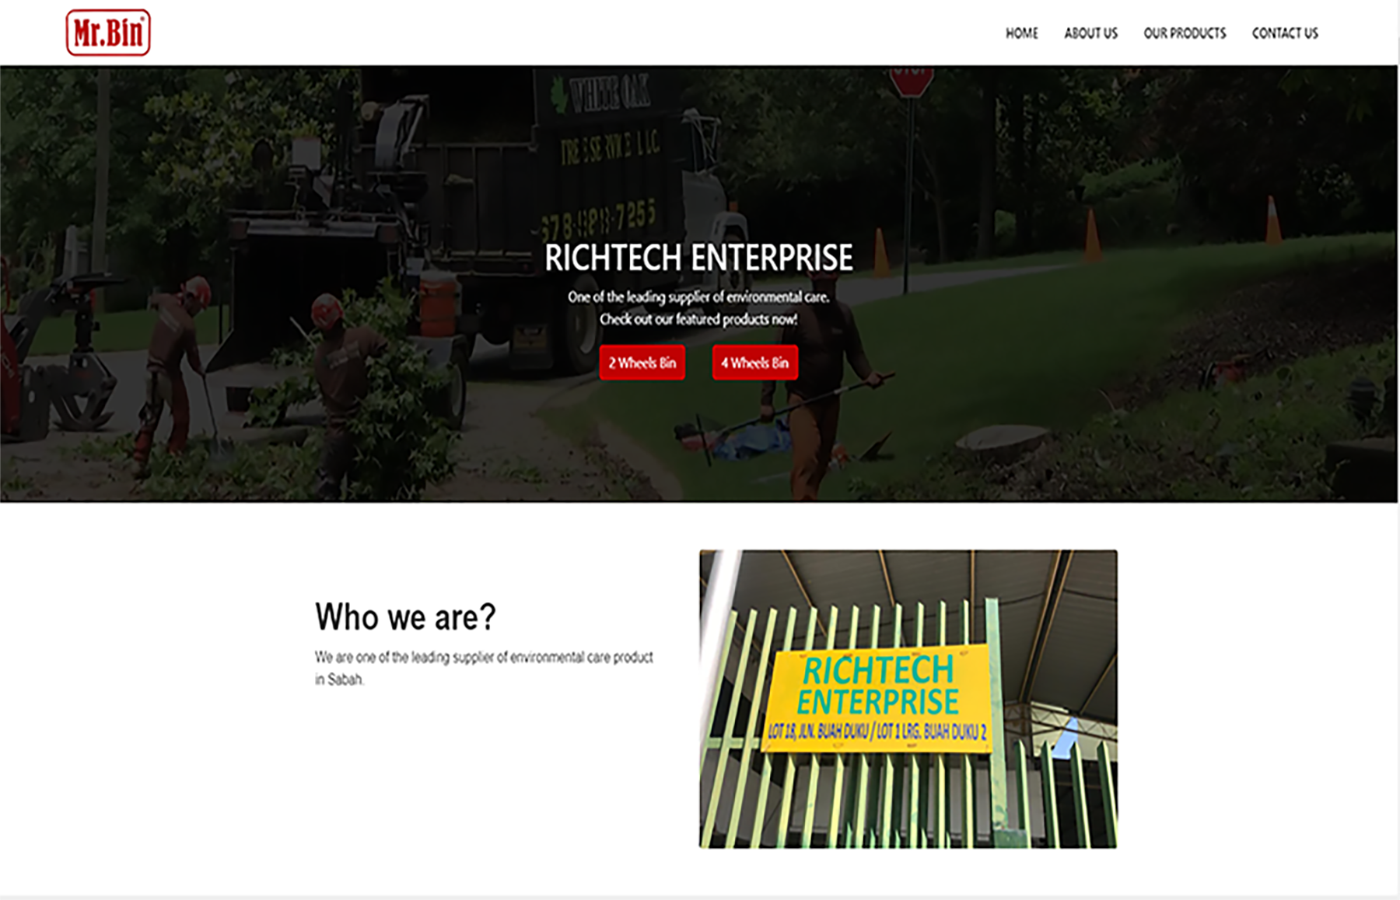 Mr.Bin
HOME ABOUT US OUR PRODUCTS CONTACT US
STOP
WHITE OAK
TREE SERVICE LLC
RICHTECH ENTERPRISE
One of the leading supplier of environmental care.
Check out our featured products now!
2 Wheels Bin 4 Wheels Bin
Who we are?
We are one of the leading supplier of environmental care product
in Sabah.
RICHTECH
ENTERPRISE
LOT 18, JLN. BUAH DUKU / LOT 1 LRG. BUAH DUKU 2